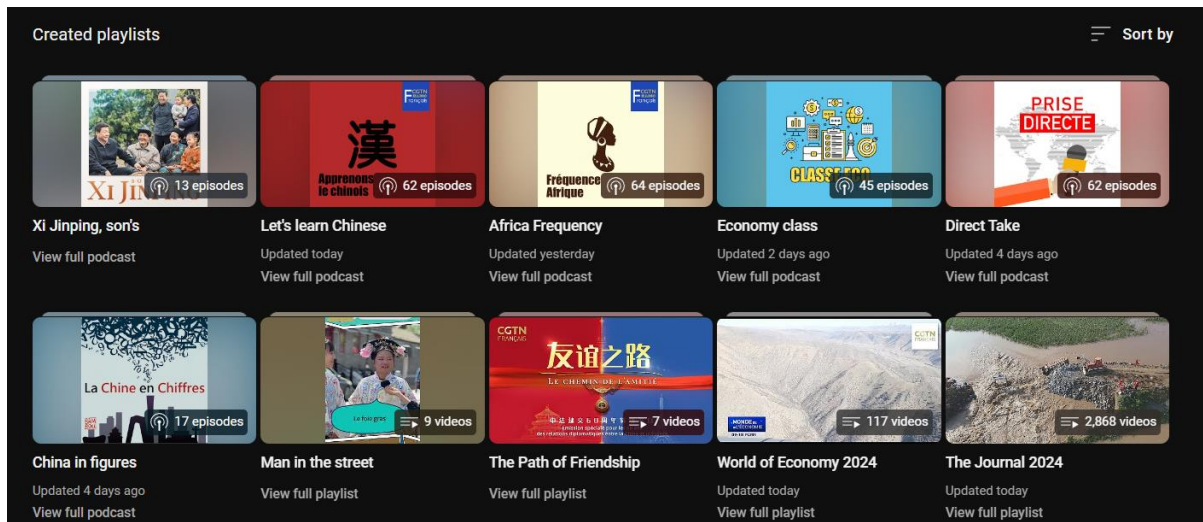 Created playlists
Sort by
XI JIN
13 episodes
CGTN
FRANÇAIS
漢
Apprenons
le chinois
62 episodes
CGTN
FRANÇAIS
Fréquence
Afrique
64 episodes
CLASSE ECO
45 episodes
PRISE
DIRECTE
62 episodes
Xi Jinping, son's
Let's learn Chinese
Africa Frequency
Economy class
Direct Take
View full podcast
Updated today
Updated yesterday
Updated 2 days ago
Updated 4 days ago
View full podcast
View full podcast
View full podcast
View full podcast
La Chine en Chiffres
17 episodes
Le foie gras
9 videos
CGTN
FRANÇAIS
友谊之路
LE CHEMIN DE L'AMITIÉ
7 videos
CGTN
117 videos
2,868 videos
China in figures
Man in the street
The Path of Friendship
World of Economy 2024
The Journal 2024
Updated 4 days ago
View full playlist
View full playlist
Updated today
Updated today
View full podcast
View full playlist
View full playlist